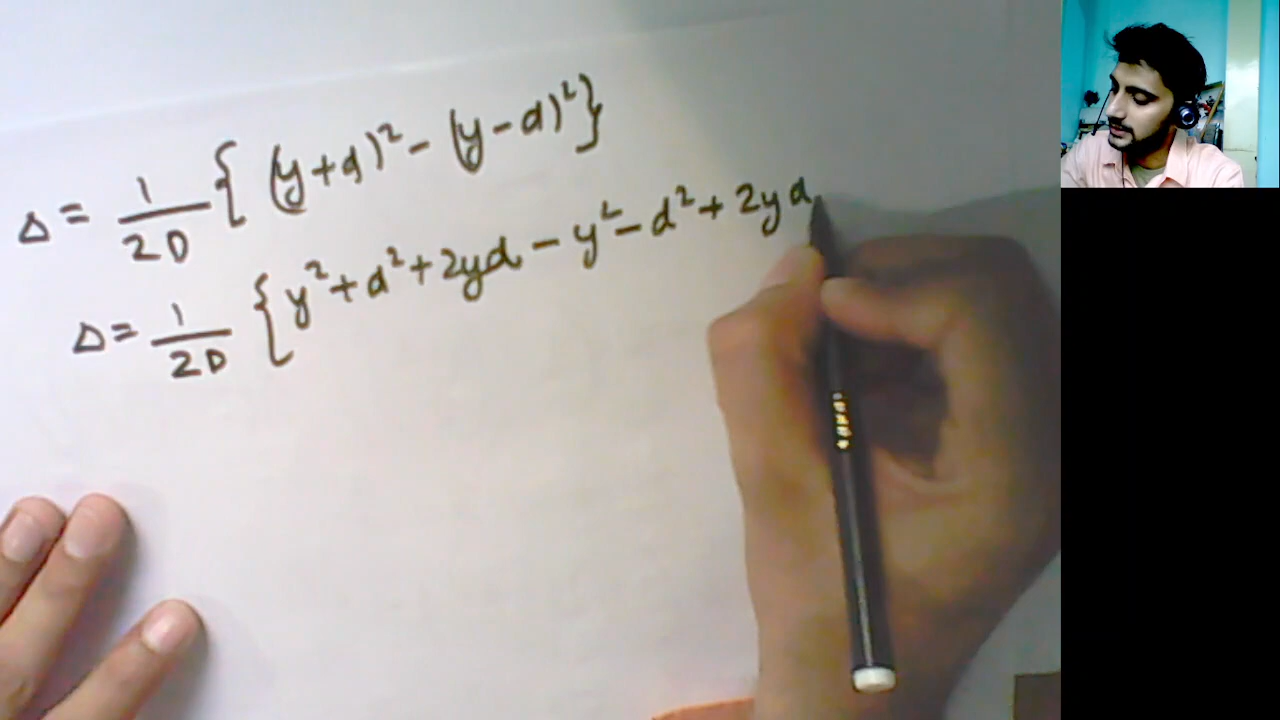 Δ = 1/2D { (y+d)² - (y-d)² }
Δ = 1/2D { y² + d² + 2yd - y² - d² + 2yd